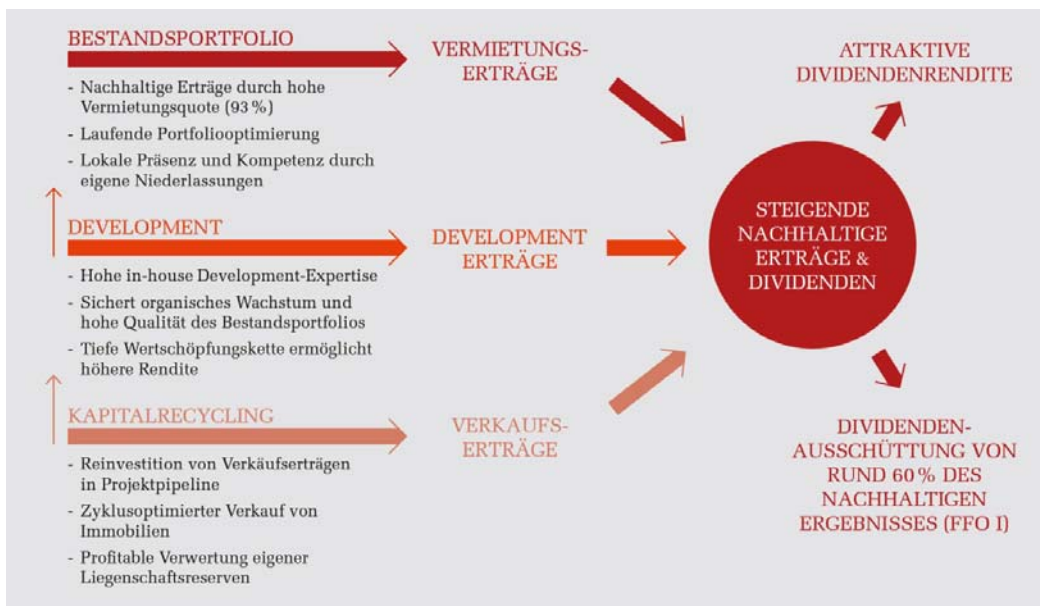 BESTANDSPORTFOLIO
- Nachhaltige Erträge durch hohe
Vermietungsquote (93 %)
- Laufende Portfoliooptimierung
- Lokale Präsenz und Kompetenz durch
eigene Niederlassungen
VERMIETUNGS-
ERTRÄGE
DEVELOPMENT
- Hohe in-house Development-Expertise
- Sichert organisches Wachstum und
hohe Qualität des Bestandsportfolios
- Tiefe Wertschöpfungskette ermöglicht
höhere Rendite
DEVELOPMENT
ERTRÄGE
KAPITALRECYCLING
- Reinvestition von Verkäufserträgen
in Projektpipeline
- Zyklusoptimierter Verkauf von
Immobilien
- Profitable Verwertung eigener
Liegenschaftsreserven
VERKAUFS-
ERTRÄGE
ATTRAKTIVE
DIVIDENDENRENDITE
STEIGENDE
NACHHALTIGE
ERTRÄGE &
DIVIDENDEN
DIVIDENDEN-
AUSSCHÜTTUNG VON
RUND 60 % DES
NACHHALTIGEN
ERGEBNISSES (FFO I)